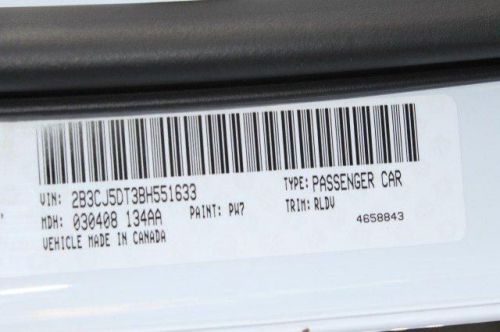 VIN: 2B3CJ5DT3BH551633 TYPE: PASSENGER CAR
MDH: 030408 134AA PAINT: PW7 TRIM: RLDV
VEHICLE MADE IN CANADA 4658843